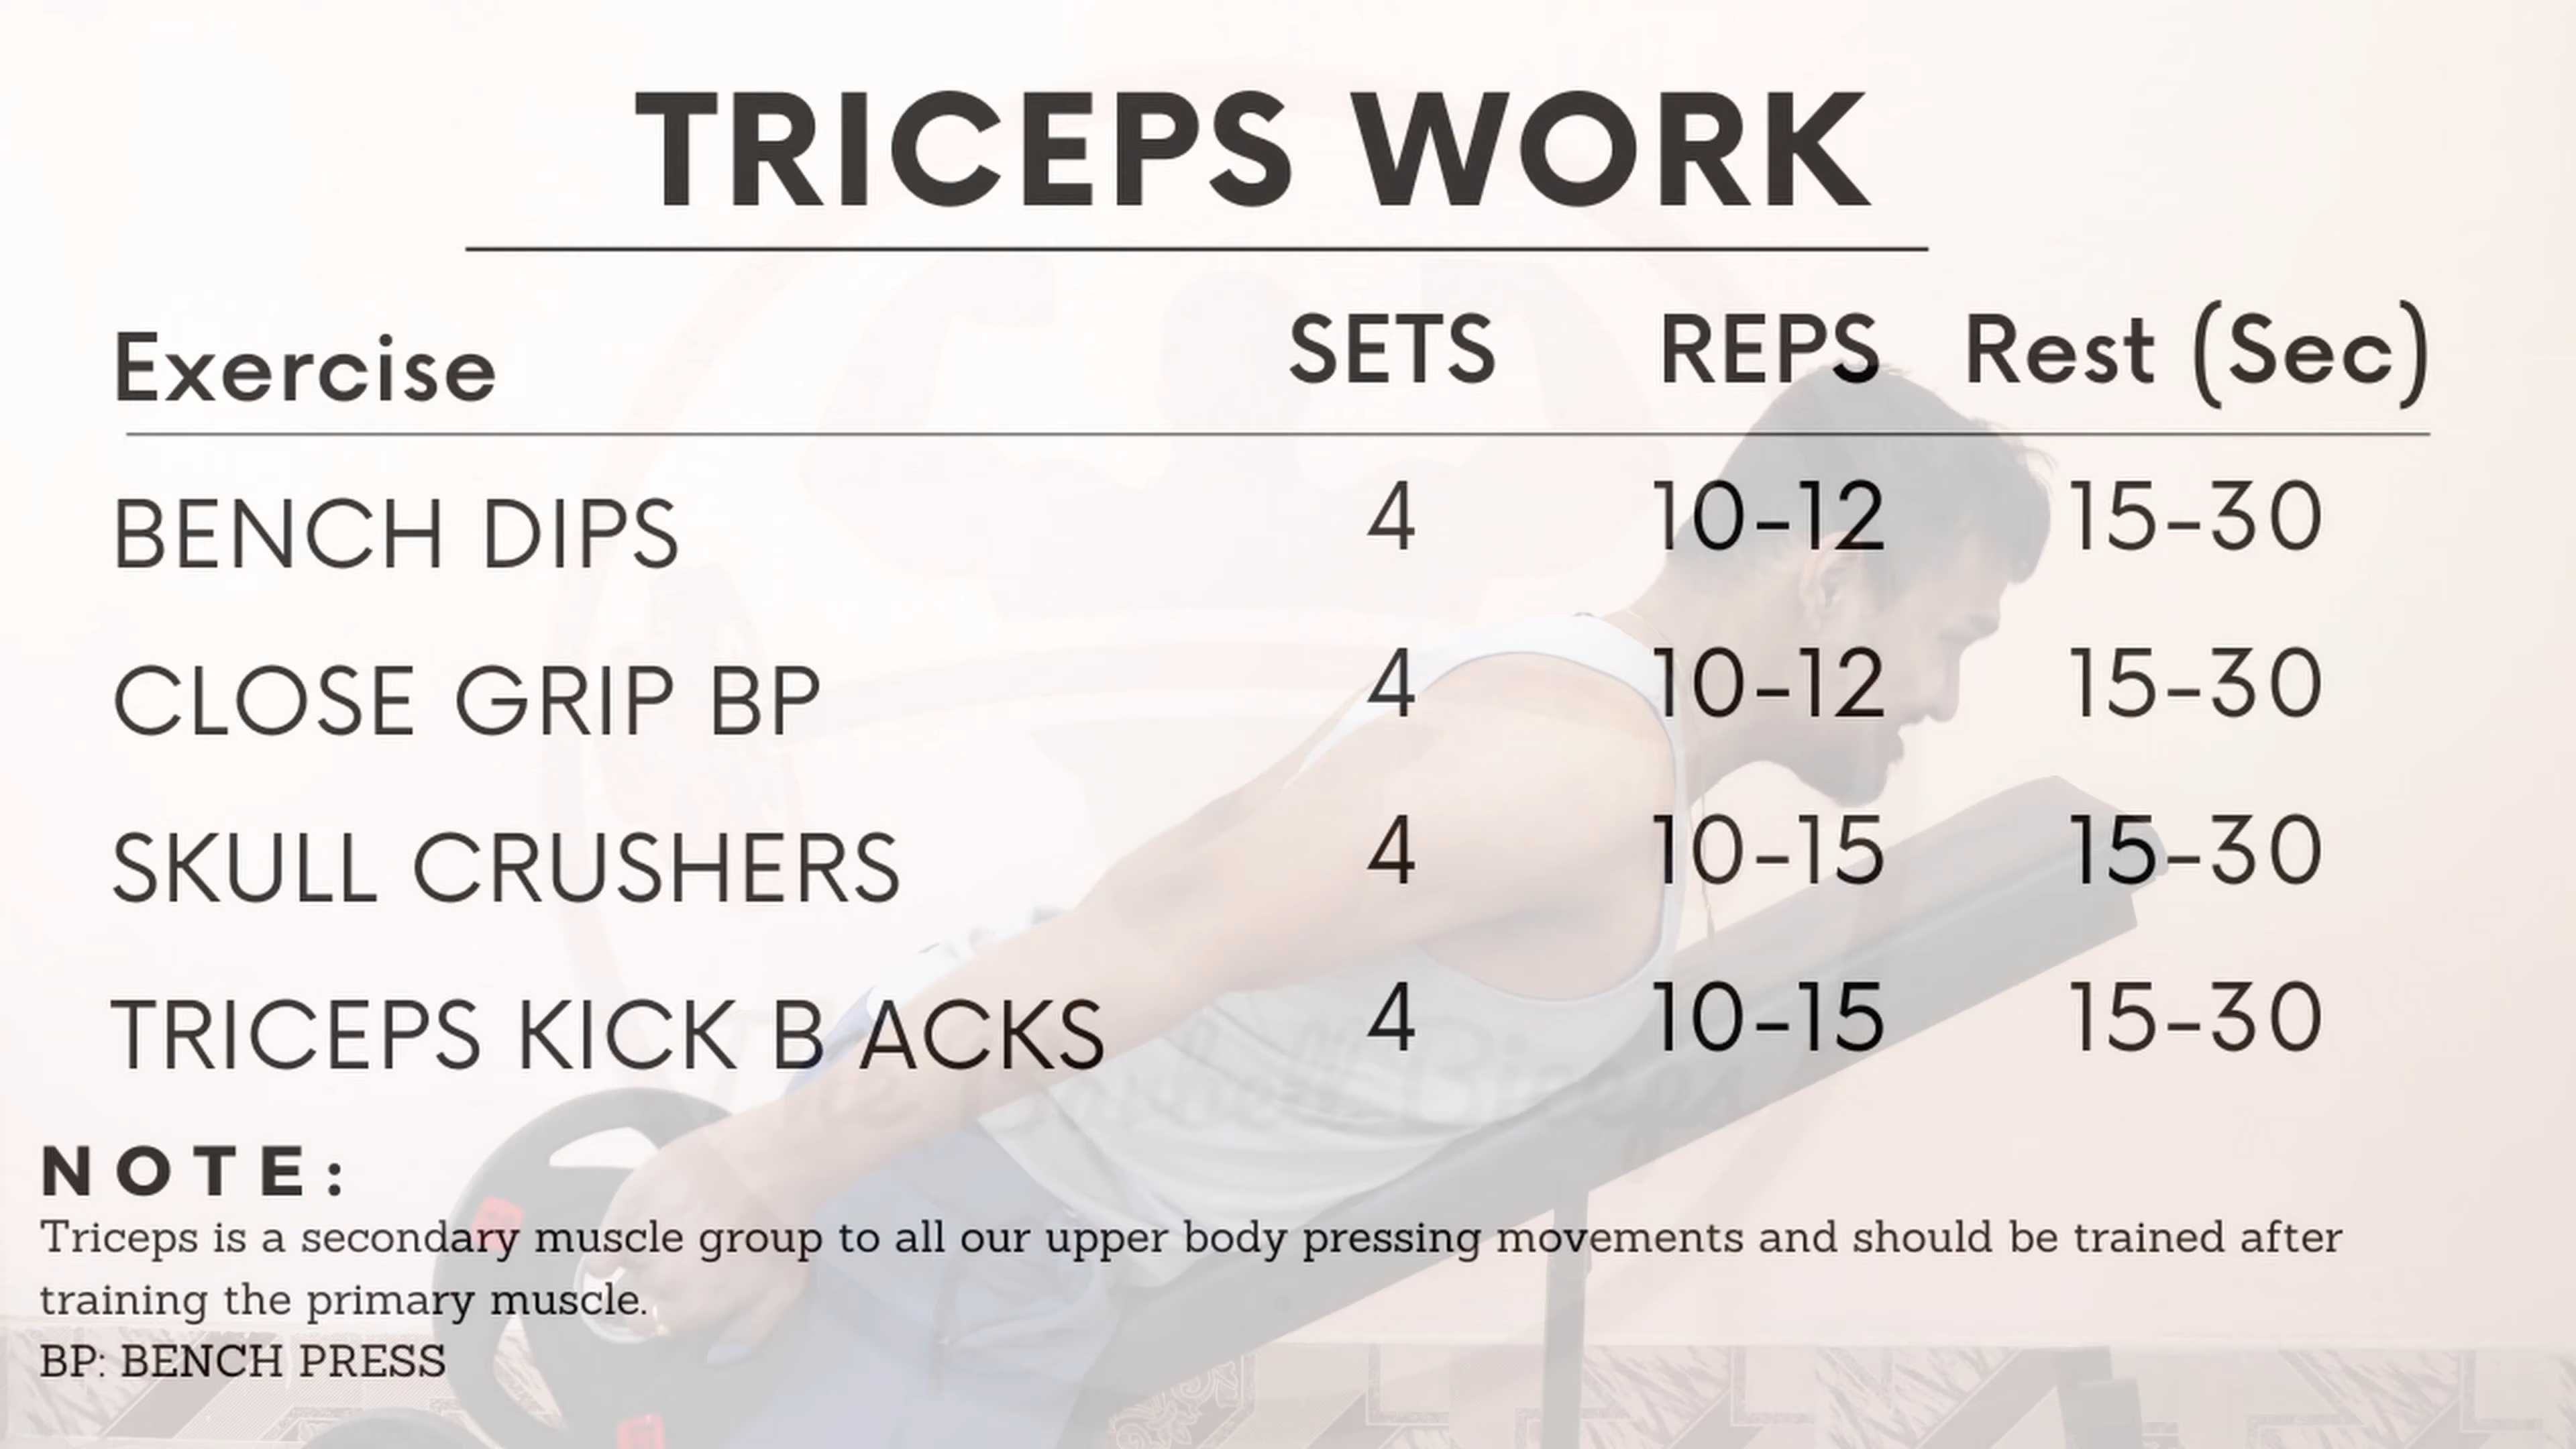 TRICEPS WORK
Exercise SETS REPS Rest (Sec)
BENCH DIPS 4 10-12 15-30
CLOSE GRIP BP 4 10-12 15-30
SKULL CRUSHERS 4 10-15 15-30
TRICEPS KICK B ACKS 4 10-15 15-30
NOTE:
Triceps is a secondary muscle group to all our upper body pressing movements and should be trained after
training the primary muscle.
BP: BENCH PRESS